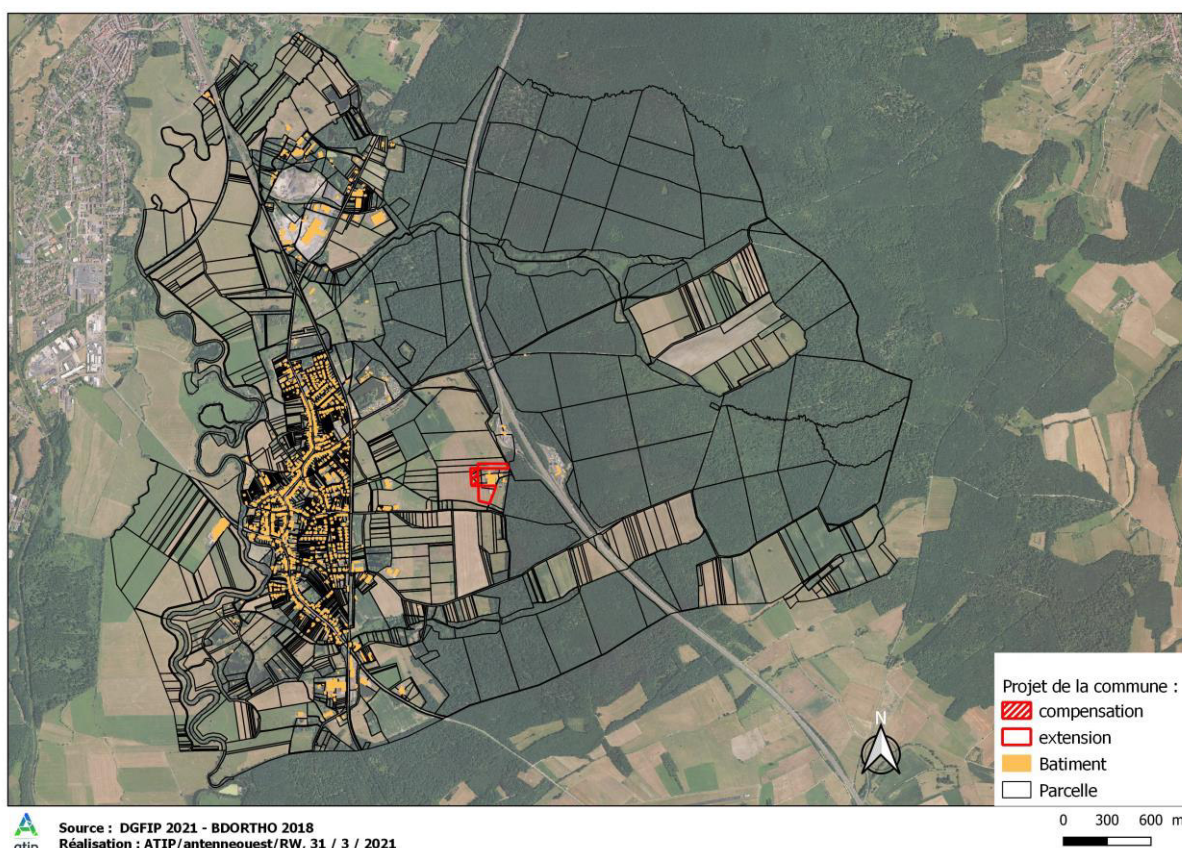 N
Projet de la commune :
compensation
extension
Batiment
Parcelle
0 300 600 m
atip
Source : DGFIP 2021 - BDORTHO 2018
Réalisation : ATIP/antenneouest/RW, 31 / 3 / 2021